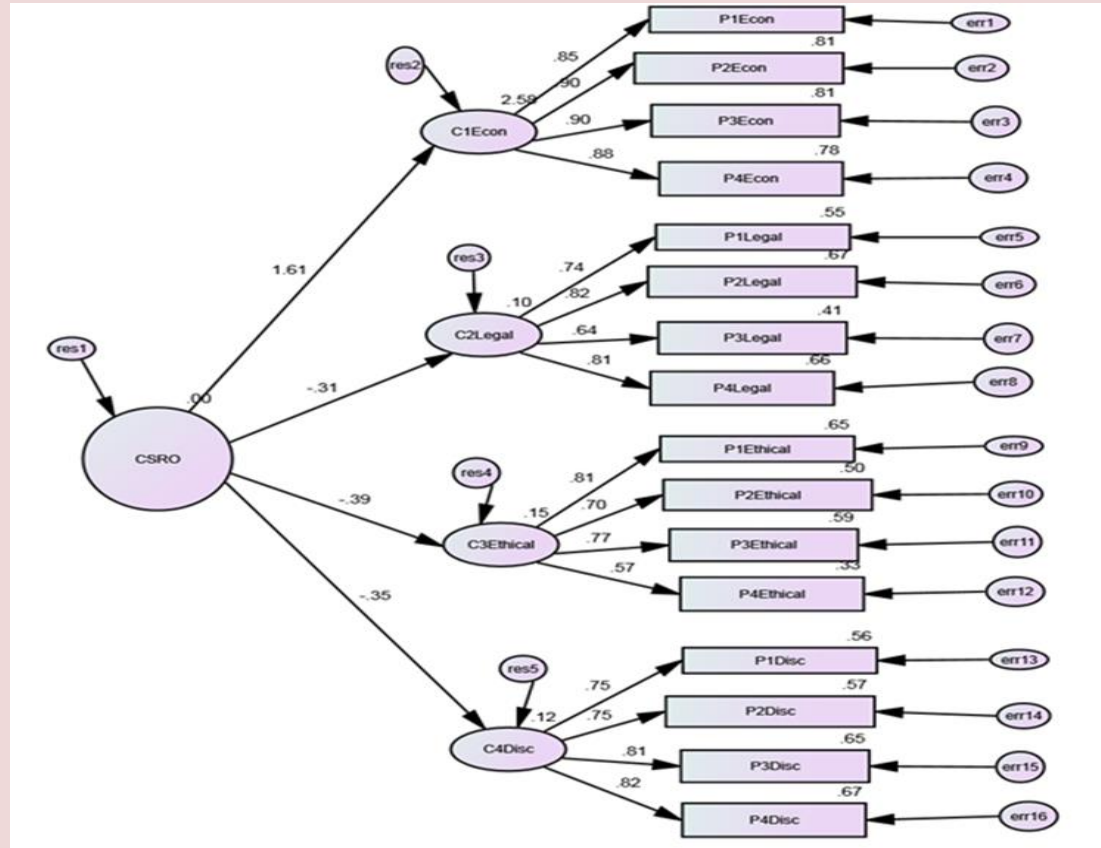 P1Econ
err1
.81
res2
.85
P2Econ
err2
.90
.81
2.58
.90
P3Econ
err3
C1Econ
.88
.78
P4Econ
err4
.55
P1Legal
err5
res3
.67
1.61
.74
P2Legal
err6
.10
.82
.41
C2Legal
.64
P3Legal
err7
res1
.81
.66
-.31
P4Legal
err8
.00
.65
P1Ethical
err9
CSRO
res4
.81
.50
-.39
P2Ethical
err10
.15
.70
.59
C3Ethical
.77
P3Ethical
err11
.57
.33
P4Ethical
err12
-.35
.56
P1Disc
err13
res5
.75
.57
.12
.75
P2Disc
err14
.65
C4Disc
.81
P3Disc
err15
.82
.67
P4Disc
err16